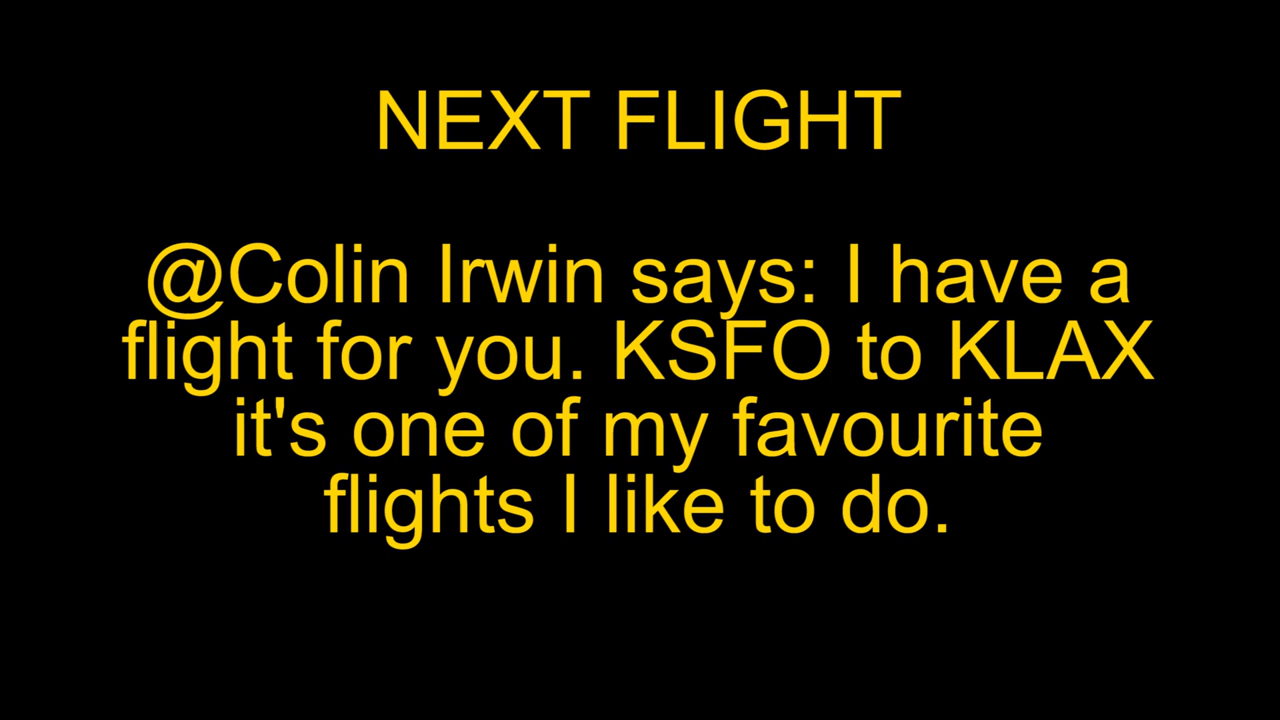 NEXT FLIGHT
@Colin Irwin says: I have a
flight for you. KSFO to KLAX
it's one of my favourite
flights I like to do.